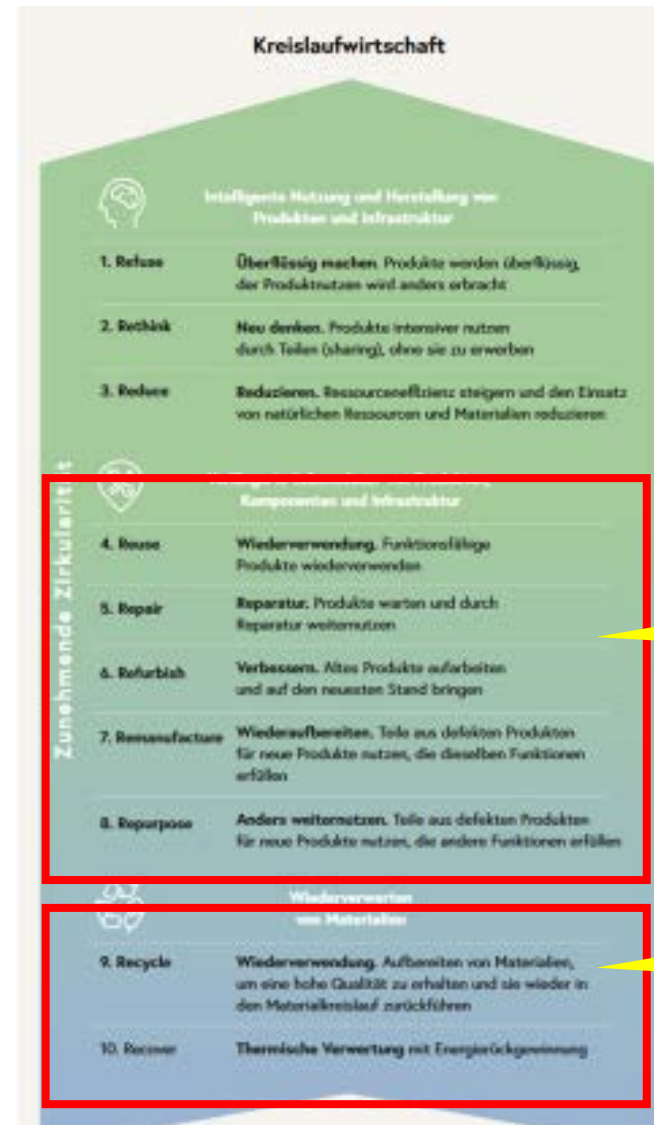 Kreislaufwirtschaft
Intelligente Nutzung und Herstellung von
Produkten und Infrastruktur
1. Refuse
Überflüssig machen. Produkte werden überflüssig,
der Produktnutzen wird anders erbracht
2. Rethink
Neu denken. Produkte intensiver nutzen
durch Teilen (sharing), ohne sie zu erwerben
3. Reduce
Reduzieren. Ressourceneffizienz steigern und den Einsatz
von natürlichen Ressourcen und Materialien reduzieren
Zunehmende Zirkularität
Komponenten und Infrastruktur
4. Reuse
Wiederverwendung. Funktionsfähige
Produkte wiederverwenden
5. Repair
Reparatur. Produkte warten und durch
Reparatur weiternutzen
6. Refurbish
Verbessern. Altes Produkte aufarbeiten
und auf den neuesten Stand bringen
7. Remanufacture
Wiederaufbereiten. Teile aus defekten Produkten
für neue Produkte nutzen, die dieselben Funktionen
erfüllen
8. Repurpose
Anders weiternutzen. Teile aus defekten Produkten
für neue Produkte nutzen, die andere Funktionen erfüllen
Wiederverwerten
von Materialien
9. Recycle
Wiederverwendung. Aufbereiten von Materialien,
um eine hohe Qualität zu erhalten und sie wieder in
den Materialkreislauf zurückführen
10. Recover
Thermische Verwertung mit Energierückgewinnung